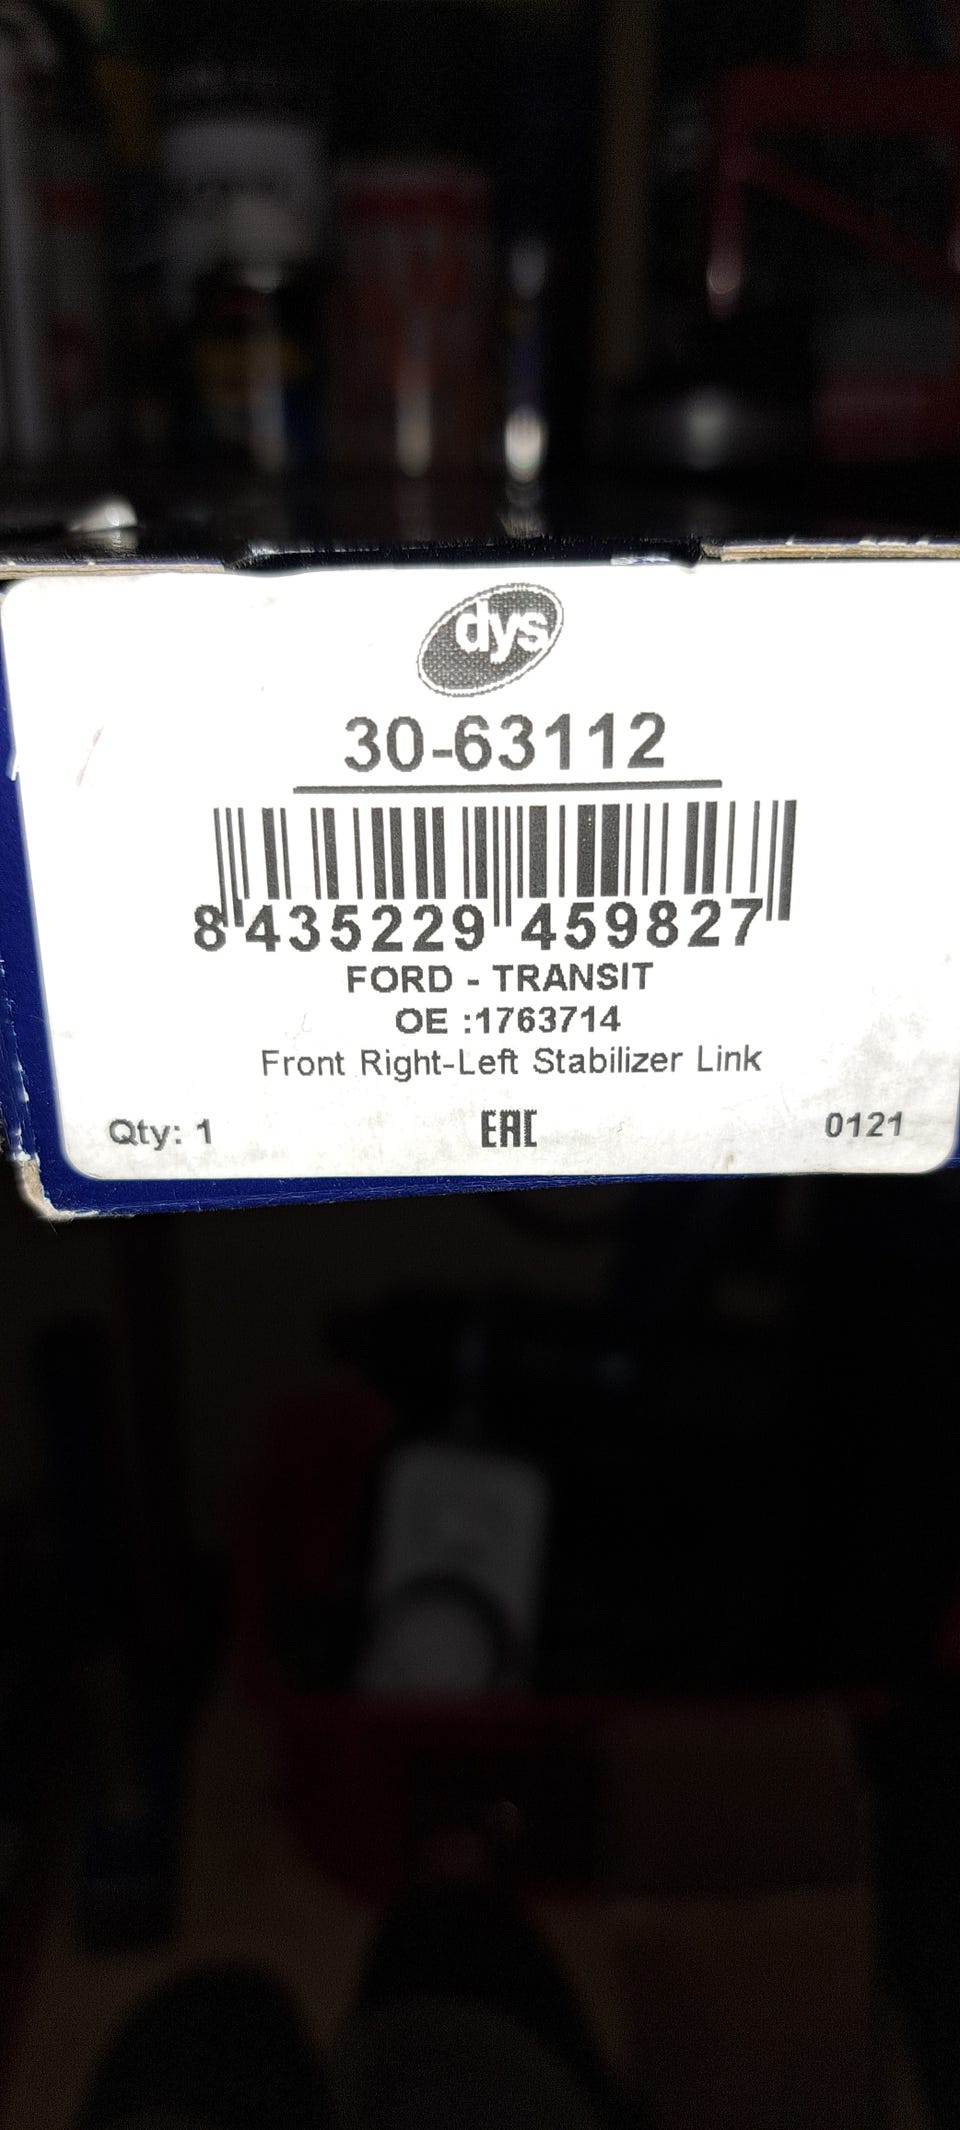 dys
30-63112
8 435229 459827
FORD - TRANSIT
OE :1763714
Front Right-Left Stabilizer Link
Qty: 1 EAC 0121